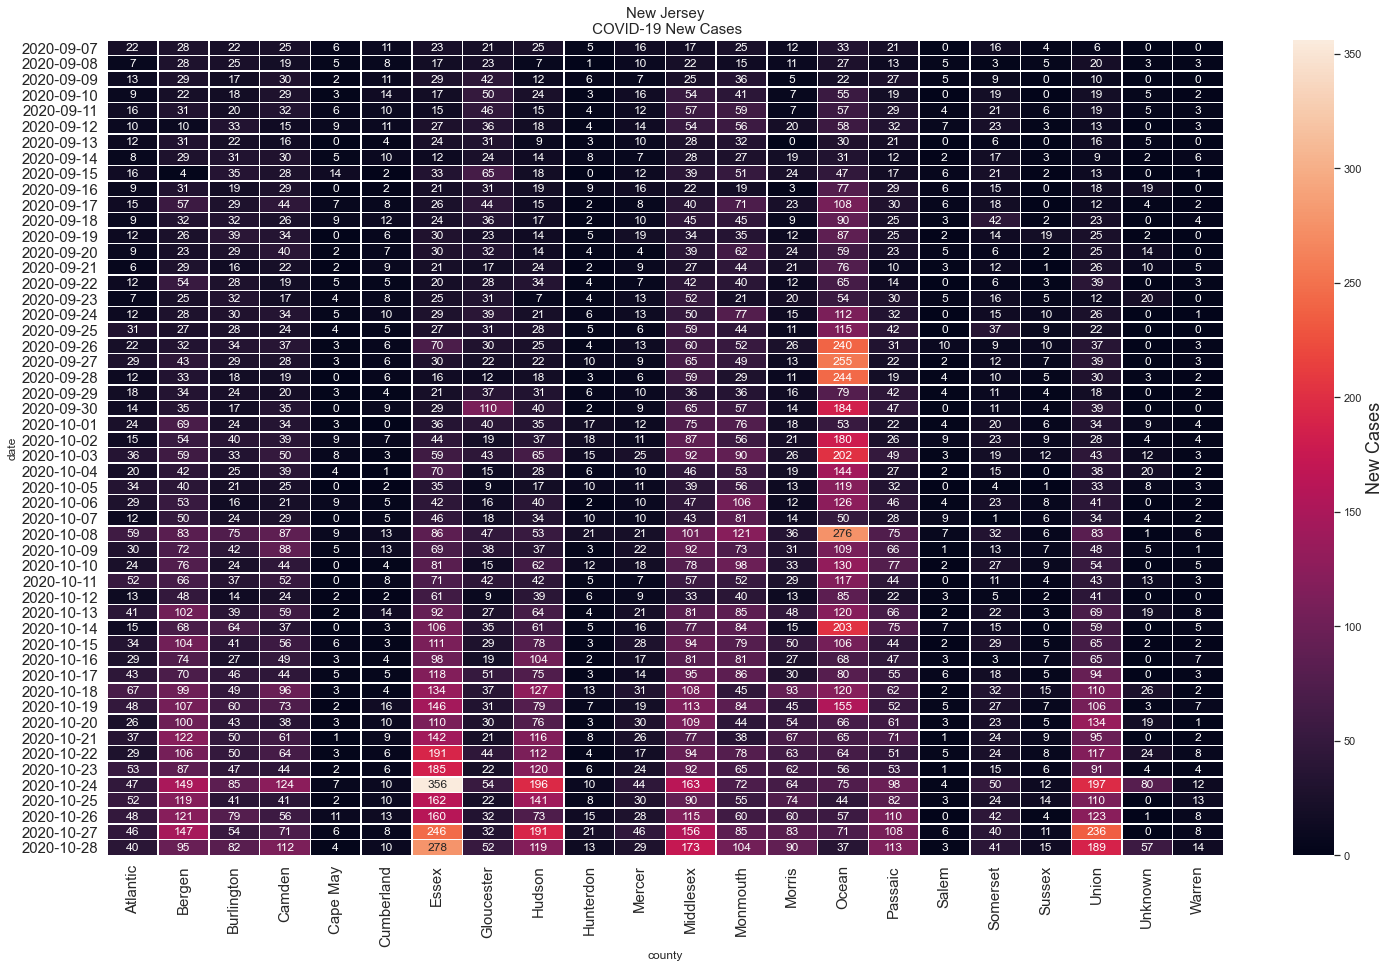 New Jersey
COVID-19 New Cases
2020-09-07 22 28 22 25 6 11 23 21 25 5 16 17 25 12 33 21 0 16 4 6 0 0
2020-09-08 7 28 25 19 5 8 17 23 7 1 10 22 15 11 27 13 5 3 5 20 3 3
2020-09-09 13 29 17 30 2 11 29 42 12 6 7 25 36 5 22 27 5 9 0 10 0 0
2020-09-10 9 22 18 29 3 14 17 50 24 3 16 54 41 7 55 19 0 19 0 19 5 2
2020-09-11 16 31 20 32 6 10 15 46 15 4 12 57 59 7 57 29 4 21 6 19 5 3
2020-09-12 10 10 33 15 9 11 27 36 18 4 14 54 56 20 58 32 7 23 3 13 0 3
2020-09-13 12 31 22 16 0 4 24 31 9 3 10 28 32 0 30 21 0 6 0 16 5 0
2020-09-14 8 29 31 30 5 10 12 24 14 8 7 28 27 19 31 12 2 17 3 9 2 6
2020-09-15 16 4 35 28 14 2 33 65 18 0 12 39 51 24 47 17 6 21 2 13 0 1
2020-09-16 9 31 19 29 0 2 21 31 19 9 16 22 19 3 77 29 6 15 0 18 19 0
2020-09-17 15 57 29 44 7 8 26 44 15 2 8 40 71 23 108 30 6 18 0 12 4 2
2020-09-18 9 32 32 26 9 12 24 36 17 2 10 45 45 9 90 25 3 42 2 23 0 4
2020-09-19 12 26 39 34 0 6 30 23 14 5 19 34 35 12 87 25 2 14 19 25 2 0
2020-09-20 9 23 29 40 2 7 30 32 14 4 4 39 62 24 59 23 5 6 2 25 14 0
2020-09-21 6 29 16 22 2 9 21 17 24 2 9 27 44 21 76 10 3 12 1 26 10 5
2020-09-22 12 54 28 19 5 5 20 28 34 4 7 42 40 12 65 14 0 6 3 39 0 3
2020-09-23 7 25 32 17 4 8 25 31 7 4 13 52 21 20 54 30 5 16 5 12 20 0
2020-09-24 12 28 30 34 5 10 29 39 21 6 13 50 77 15 112 32 0 15 10 26 0 1
2020-09-25 31 27 28 24 4 5 27 31 28 5 6 59 44 11 115 42 0 37 9 22 0 0
2020-09-26 22 32 34 37 3 6 70 30 25 4 13 60 52 26 240 31 10 9 10 37 0 3
2020-09-27 29 43 29 28 3 6 30 22 22 10 9 65 49 13 255 22 2 12 7 39 0 3
2020-09-28 12 33 18 19 0 6 16 12 18 3 6 59 29 11 244 19 4 10 5 30 3 2
2020-09-29 18 34 24 20 3 4 21 37 31 6 10 36 36 16 79 42 4 11 4 18 0 2
2020-09-30 14 35 17 35 0 9 29 110 40 2 9 65 57 14 184 47 0 11 4 39 0 0
2020-10-01 24 69 24 34 3 0 36 40 35 17 12 75 76 18 53 22 4 20 6 34 9 4
2020-10-02 15 54 40 39 9 7 44 19 37 18 11 87 56 21 180 26 9 23 9 28 4 4
2020-10-03 36 59 33 50 8 3 59 43 65 15 25 92 90 26 202 49 3 19 12 43 12 3
2020-10-04 20 42 25 39 4 1 70 15 28 6 10 46 53 19 144 27 2 15 0 38 20 2
2020-10-05 34 40 21 25 0 2 35 9 17 10 11 39 56 13 119 32 0 4 1 33 8 3
2020-10-06 29 53 16 21 9 5 42 16 40 2 10 47 106 12 126 46 4 23 8 41 0 2
2020-10-07 12 50 24 29 0 5 46 18 34 10 10 43 81 14 50 28 9 1 6 34 4 2
2020-10-08 59 83 75 87 9 13 86 47 53 21 21 101 121 36 276 75 7 32 6 83 1 6
2020-10-09 30 72 42 88 5 13 69 38 37 3 22 92 73 31 109 66 1 13 7 48 5 1
2020-10-10 24 76 24 44 0 4 81 15 62 12 18 78 98 33 130 77 2 27 9 54 0 5
2020-10-11 52 66 37 52 0 8 71 42 42 5 7 57 52 29 117 44 0 11 4 43 13 3
2020-10-12 13 48 14 24 2 2 61 9 39 6 9 33 40 13 85 22 3 5 2 41 0 0
2020-10-13 41 102 39 59 2 14 92 27 64 4 21 81 85 48 120 66 2 22 3 69 19 8
2020-10-14 15 68 64 37 0 3 106 35 61 5 16 77 84 15 203 75 7 15 0 59 0 5
2020-10-15 34 104 41 56 6 3 111 29 78 3 28 94 79 50 106 44 2 29 5 65 2 2
2020-10-16 29 74 27 49 3 4 98 19 104 2 17 81 81 27 68 47 3 3 7 65 0 7
2020-10-17 43 70 46 44 5 5 118 51 75 3 14 95 86 30 80 55 6 18 5 94 0 3
2020-10-18 67 99 49 96 3 4 134 37 127 13 31 108 45 93 120 62 2 32 15 110 26 2
2020-10-19 48 107 60 73 2 16 146 31 79 7 19 113 84 45 155 52 5 27 7 106 3 7
2020-10-20 26 100 43 38 3 10 110 30 76 3 30 109 44 54 66 61 3 23 5 134 19 1
2020-10-21 37 122 50 61 1 9 142 21 116 8 26 77 38 67 65 71 1 24 9 95 0 2
2020-10-22 29 106 50 64 3 6 191 44 112 4 17 94 78 63 64 51 5 24 8 117 24 8
2020-10-23 53 87 47 44 2 6 185 22 120 6 24 92 65 62 56 53 1 15 6 91 4 4
2020-10-24 47 149 85 124 7 10 356 54 196 10 44 163 72 64 75 98 4 50 12 197 80 12
2020-10-25 52 119 41 41 2 10 162 22 141 8 30 90 55 74 44 82 3 24 14 110 0 13
2020-10-26 48 121 79 56 11 13 160 32 73 15 28 115 60 60 57 110 0 42 4 123 1 8
2020-10-27 46 147 54 71 6 8 246 32 191 21 46 156 85 83 71 108 6 40 11 236 0 8
2020-10-28 40 95 82 112 4 10 278 52 119 13 29 173 104 90 37 113 3 41 15 189 57 14
Atlantic Bergen Burlington Camden Cape May Cumberland Essex Gloucester Hudson Hunterdon Mercer Middlesex Monmouth Morris Ocean Passaic Salem Somerset Sussex Union Unknown Warren
county
date
350
300
250
200
150
100
50
0
New Cases